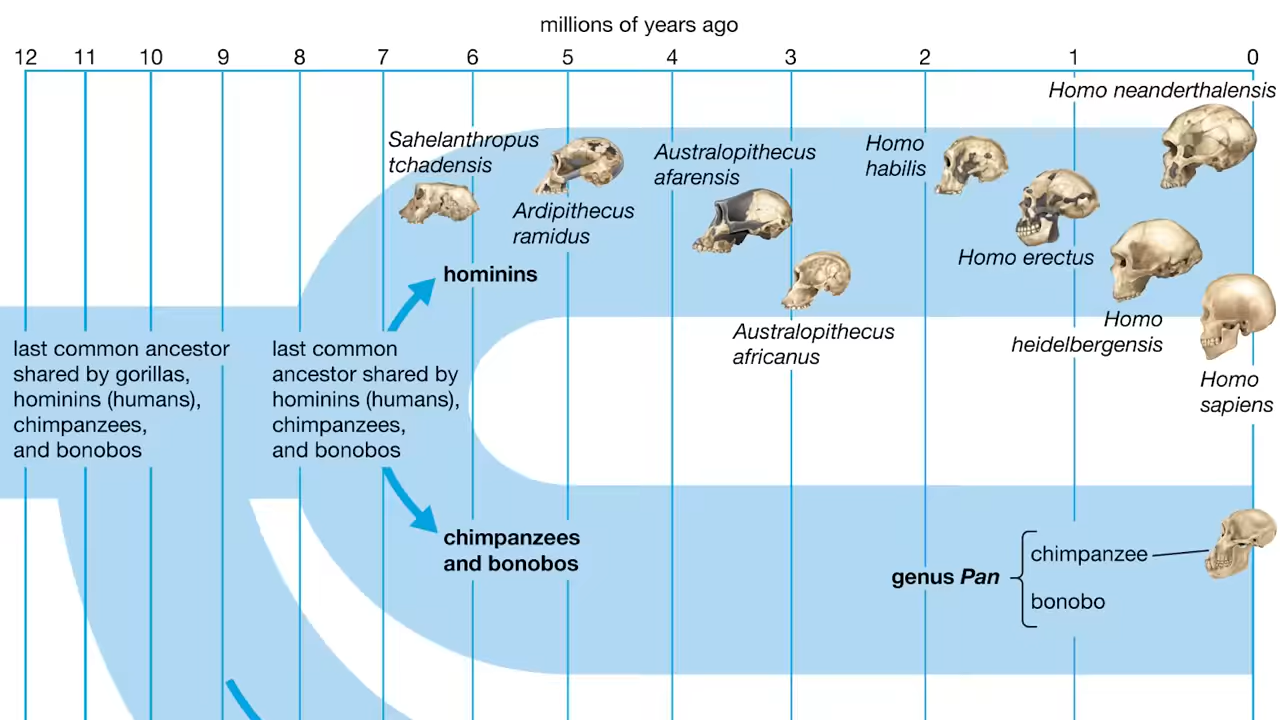 millions of years ago
12 11 10 9 8 7 6 5 4 3 2 1 0
Homo neanderthalensis
Sahelanthropus
tchadensis
Ardipithecus
ramidus
Australopithecus
afarensis
Australopithecus
africanus
Homo
habilis
Homo erectus
Homo
heidelbergensis
Homo
sapiens
hominins
last common ancestor
shared by gorillas,
hominins (humans),
chimpanzees,
and bonobos
last common
ancestor shared by
hominins (humans),
chimpanzees,
and bonobos
chimpanzees
and bonobos
genus Pan
chimpanzee
bonobo